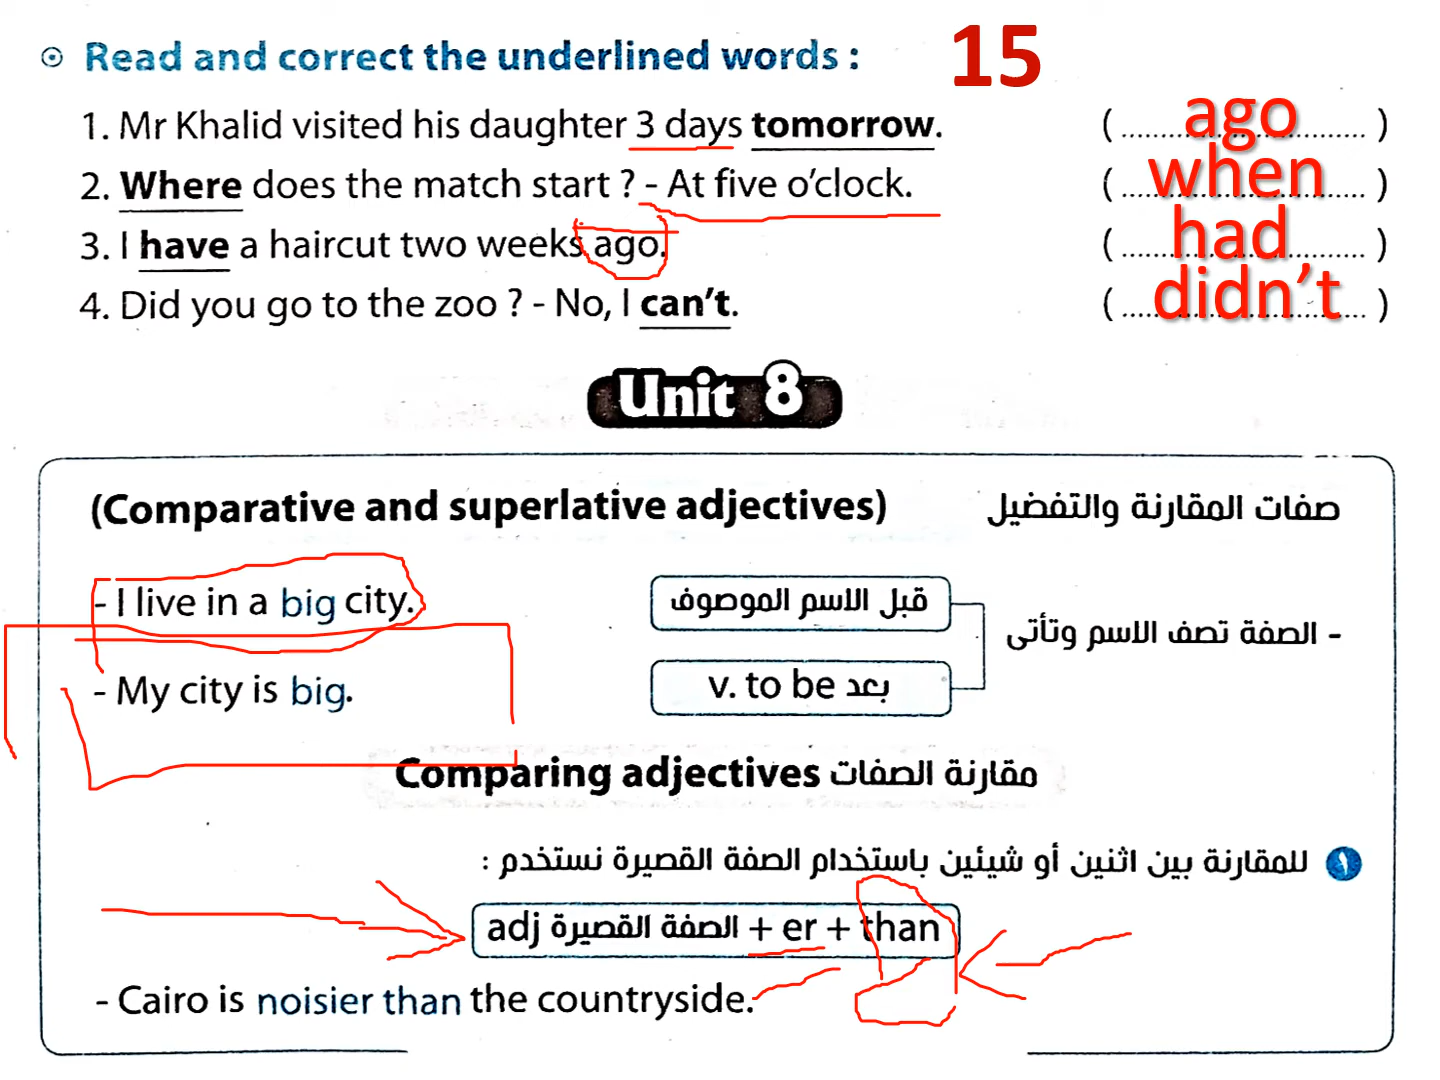 Read and correct the underlined words : 15
1. Mr Khalid visited his daughter 3 days tomorrow. (.............ago.............)
2. Where does the match start ? - At five o'clock. (.............when.............)
3. I have a haircut two weeks ago. (.............had.............)
4. Did you go to the zoo ? - No, I can't. (.............didn't.............)
Unit 8
(Comparative and superlative adjectives) صفات المقارنة والتفضيل
- الصفة تصف الاسم وتأتى
- I live in a big city. قبل الاسم الموصوف
- My city is big. بعد v. to be
Comparing adjectives مقارنة الصفات
١ للمقارنة بين اثنين أو شيئين باستخدام الصفة القصيرة نستخدم :
adj الصفة القصيرة + er + than
- Cairo is noisier than the countryside.